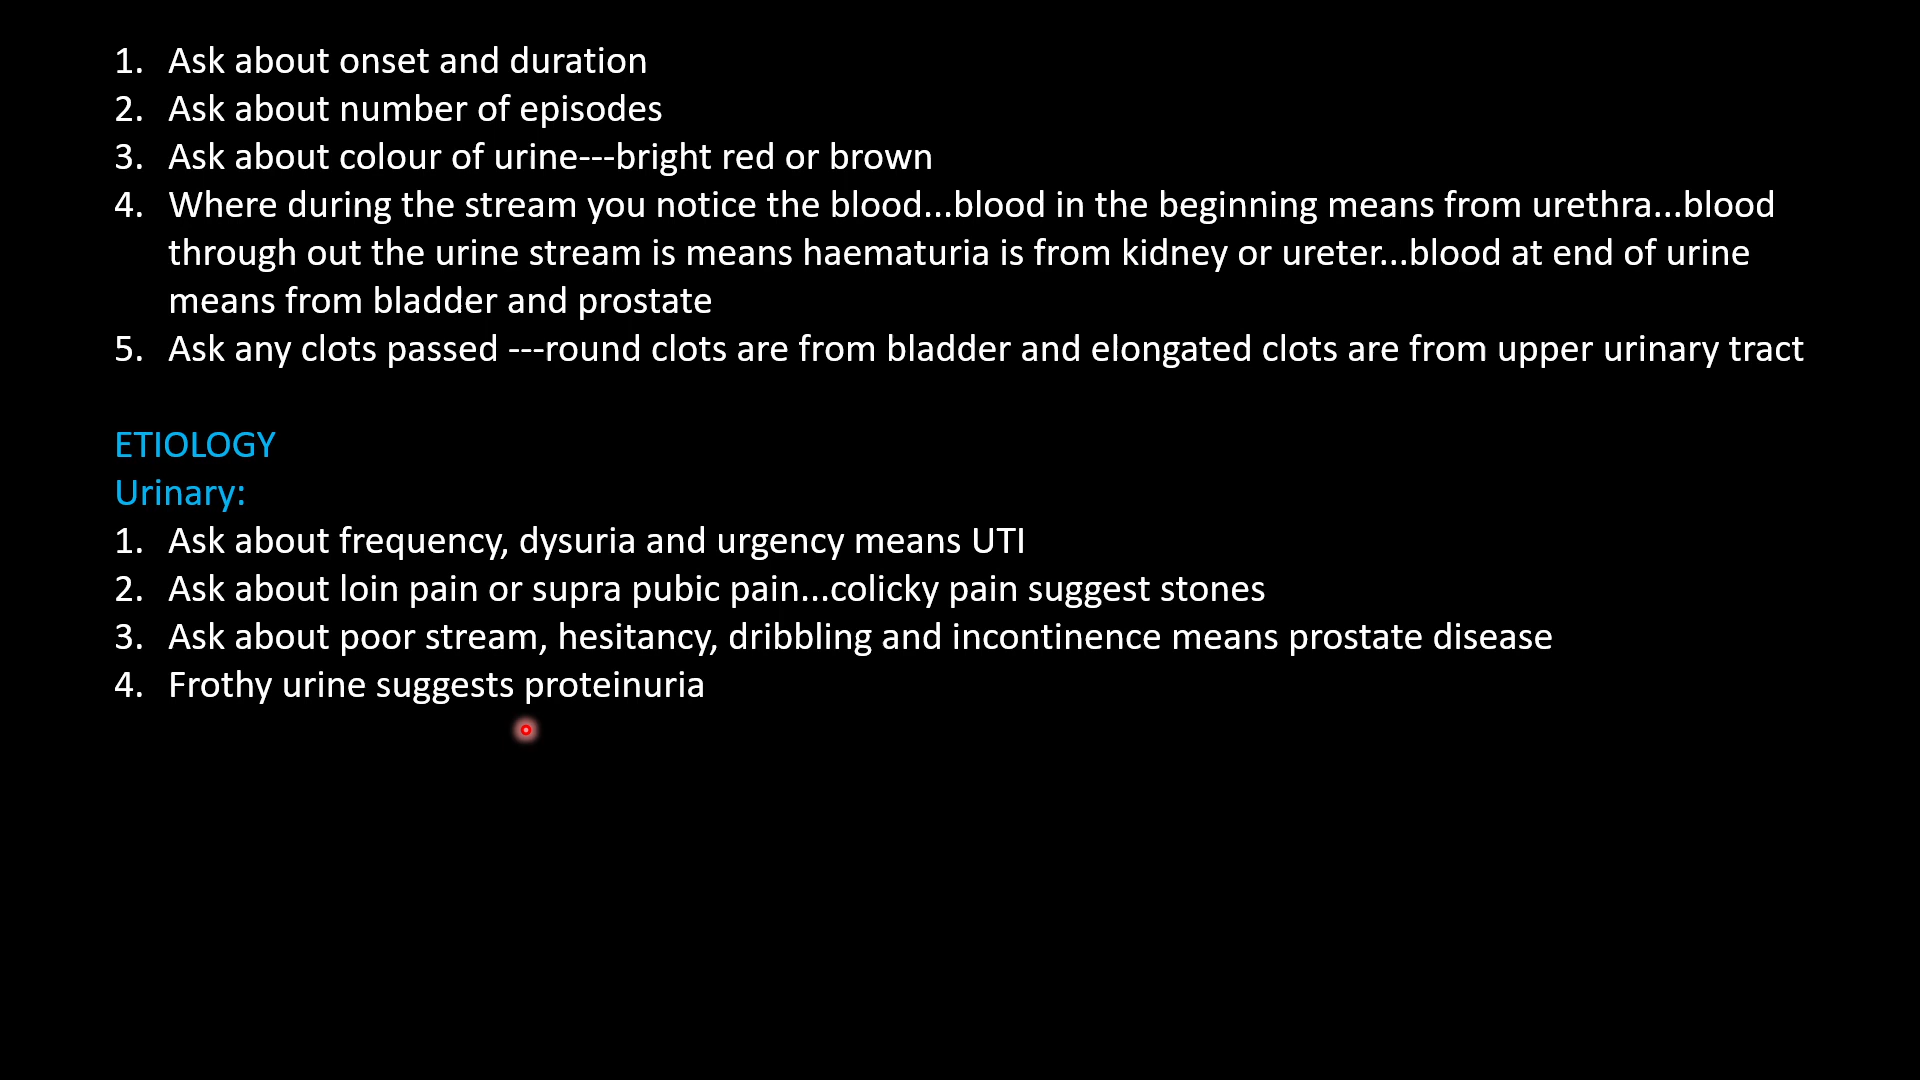 1. Ask about onset and duration
2. Ask about number of episodes
3. Ask about colour of urine---bright red or brown
4. Where during the stream you notice the blood...blood in the beginning means from urethra...blood
through out the urine stream is means haematuria is from kidney or ureter...blood at end of urine
means from bladder and prostate
5. Ask any clots passed ---round clots are from bladder and elongated clots are from upper urinary tract
ETIOLOGY
Urinary:
1. Ask about frequency, dysuria and urgency means UTI
2. Ask about loin pain or supra pubic pain...colicky pain suggest stones
3. Ask about poor stream, hesitancy, dribbling and incontinence means prostate disease
4. Frothy urine suggests proteinuria